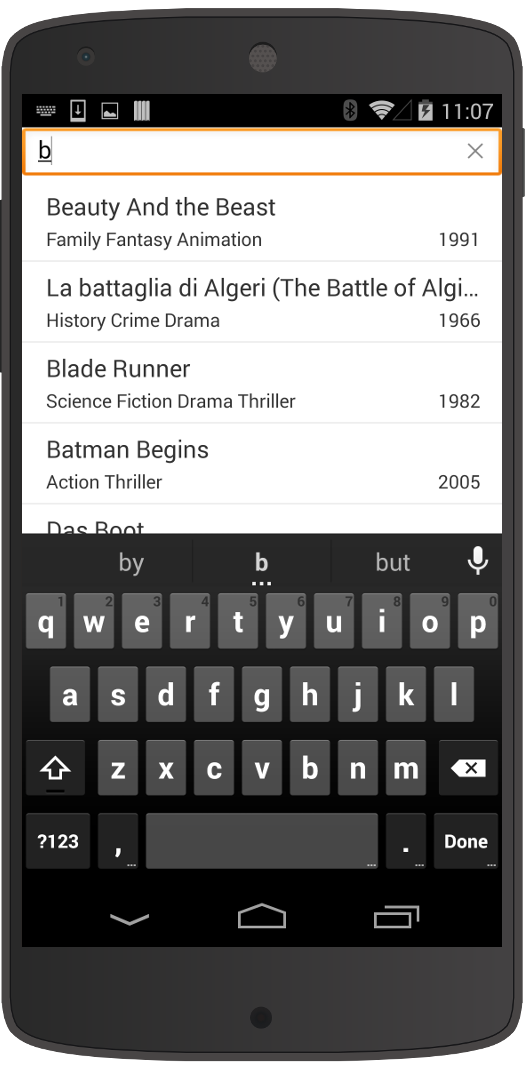 11:07
b
Beauty And the Beast
Family Fantasy Animation 1991
La battaglia di Algeri (The Battle of Algi...
History Crime Drama 1966
Blade Runner
Science Fiction Drama Thriller 1982
Batman Begins
Action Thriller 2005
Das Boot
by b but
1 2 3 4 5 6 7 8 9 0
q w e r t y u i o p
a s d f g h j k l
z x c v b n m
?123 , . Done